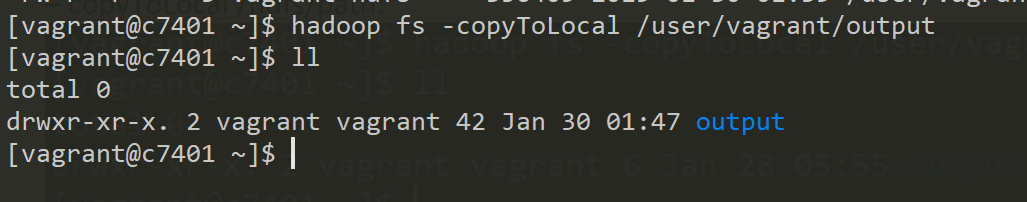 [vagrant@c7401 ~]$ hadoop fs -copyToLocal /user/vagrant/output
[vagrant@c7401 ~]$ ll
total 0
drwxr-xr-x. 2 vagrant vagrant 42 Jan 30 01:47 output
[vagrant@c7401 ~]$